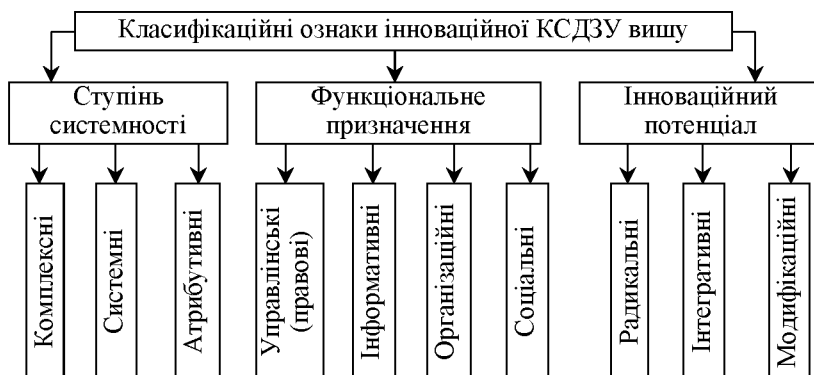 Класифікаційні ознаки інноваційної КСДЗУ вишу
Ступінь
системності
Функціональне
призначення
Інноваційний
потенціал
Комплексні
Системні
Атрибутивні
Управлінські
(правові)
Інформативні
Організаційні
Соціальні
Радикальні
Інтегративні
Модифікаційні